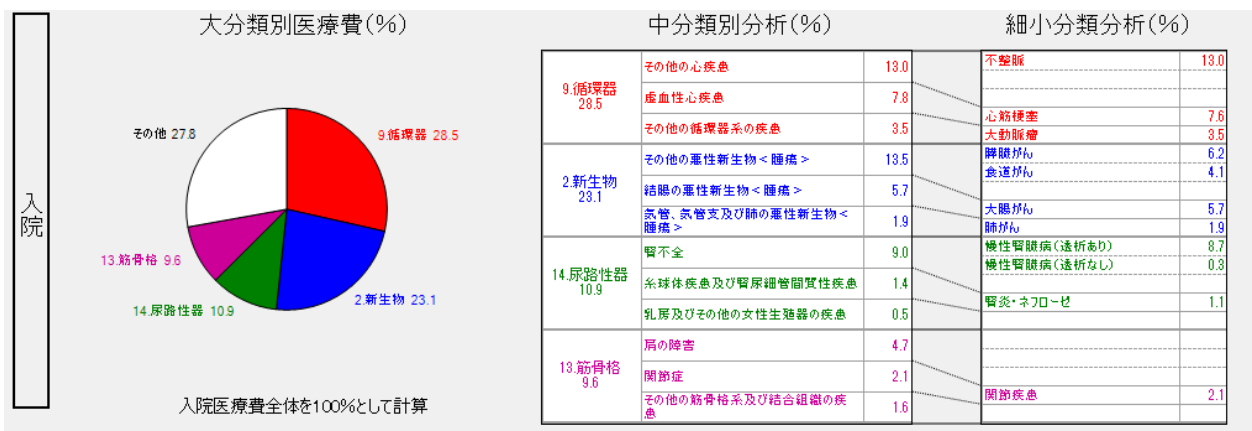 大分類別医療費(%)
中分類別分析(%)
細小分類分析(%)
入院
その他 27.8
9.循環器 28.5
13.筋骨格 9.6
14.尿路性器 10.9
2.新生物 23.1
入院医療費全体を100%として計算
9.循環器
28.5
その他の心疾患 13.0
虚血性心疾患 7.8
その他の循環器系の疾患 3.5
不整脈 13.0
心筋梗塞 7.6
大動脈瘤 3.5
2.新生物
23.1
その他の悪性新生物<腫瘍> 13.5
結腸の悪性新生物<腫瘍> 5.7
気管、気管支及び肺の悪性新生物<
腫瘍> 1.9
膵臓がん 6.2
食道がん 4.1
大腸がん 5.7
肺がん 1.9
14.尿路性器
10.9
腎不全 9.0
糸球体疾患及び腎尿細管間質性疾患 1.4
乳房及びその他の女性生殖器の疾患 0.5
慢性腎臓病(透析あり) 8.7
慢性腎臓病(透析なし) 0.3
腎炎・ネフローゼ 1.1
13.筋骨格
9.6
肩の障害 4.7
関節症 2.1
その他の筋骨格系及び結合組織の疾
患 1.6
関節疾患 2.1